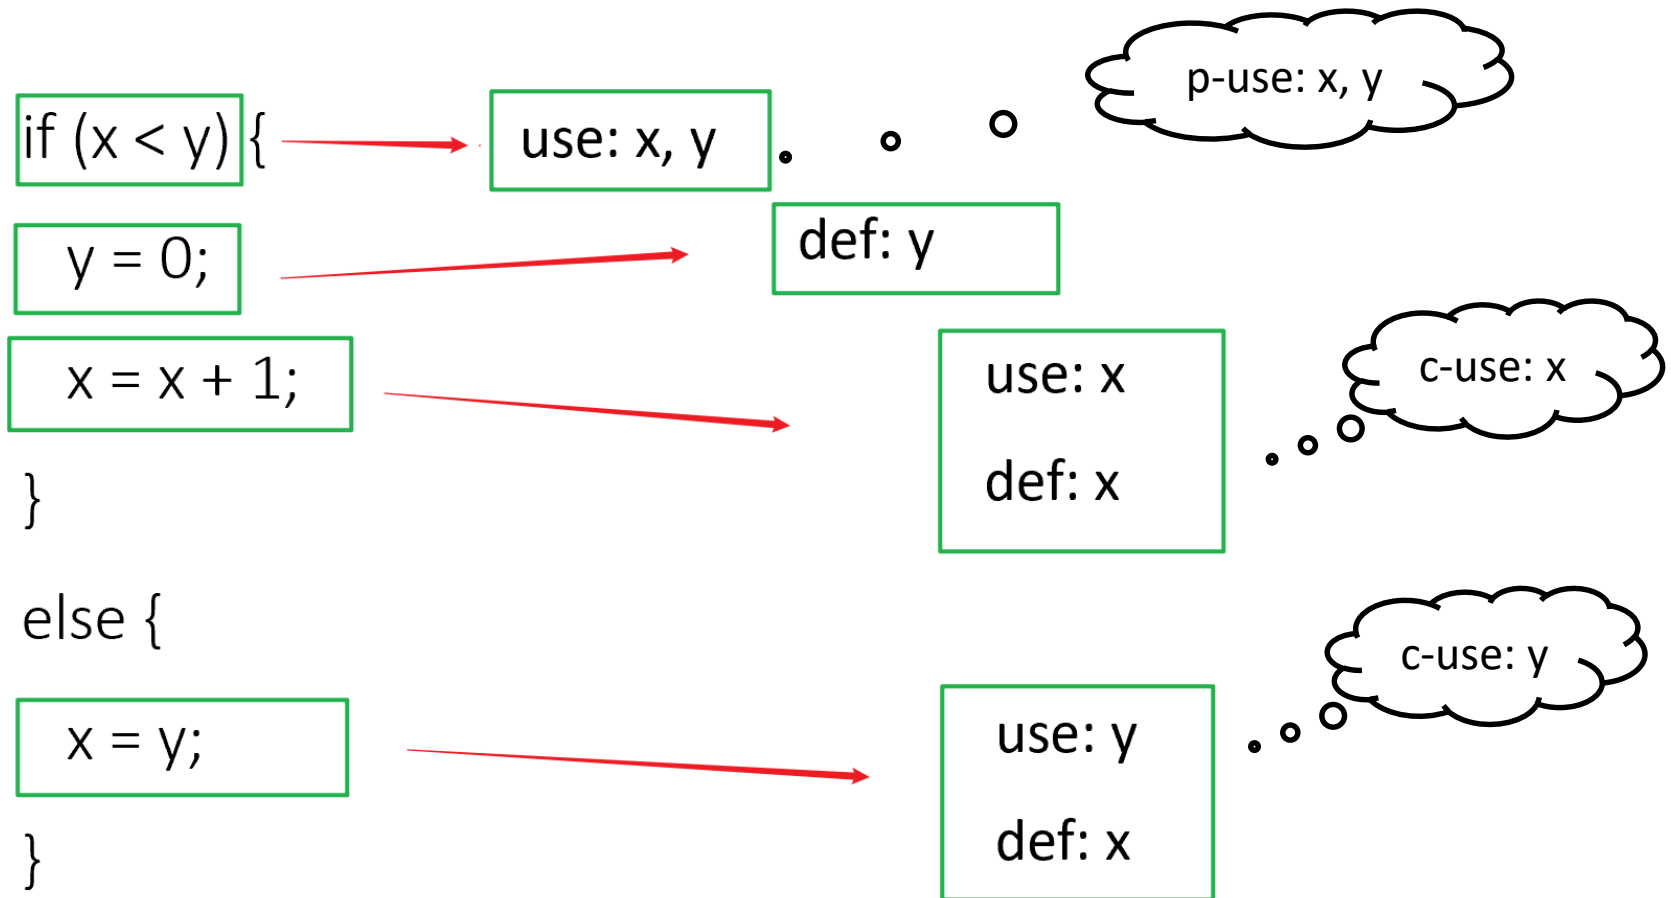 if (x < y) {
use: x, y
p-use: x, y
y = 0;
def: y
x = x + 1;
use: x
def: x
c-use: x
}
else {
x = y;
use: y
def: x
c-use: y
}